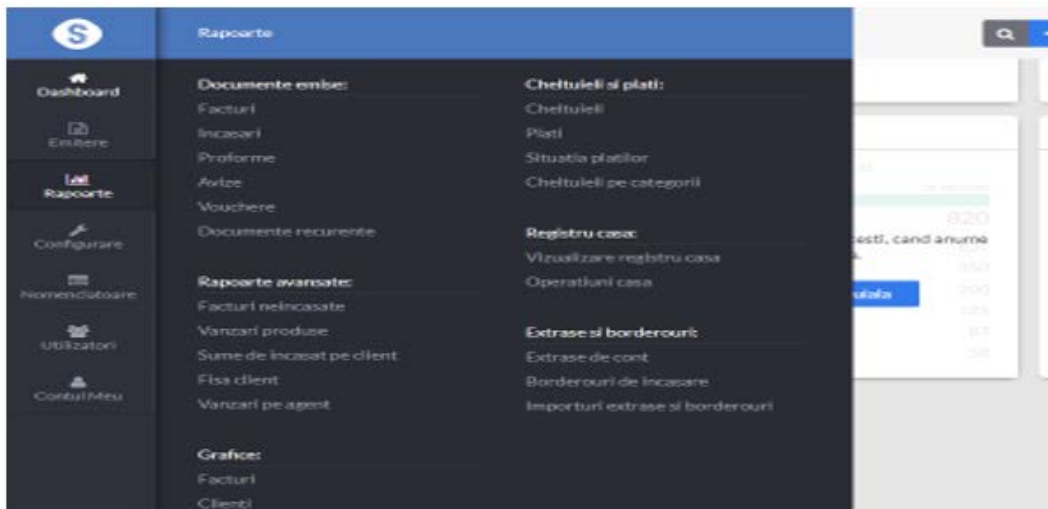 S
Rapoarte
Dashboard
Emitere
Rapoarte
Configurare
Nomenclatoare
Utilizatori
Contul Meu
Documente emise:
Facturi
Incasari
Proforme
Avize
Vouchere
Documente recurente
Rapoarte avansate:
Facturi neincasate
Vanzari produse
Sume de incasat pe client
Fisa client
Vanzari pe agent
Grafice:
Facturi
Clienti
Cheltuieli si plati:
Cheltuieli
Plati
Situatia platilor
Cheltuieli pe categorii
Registru casa:
Vizualizare registru casa
Operatiuni casa
Extrase si borderouri:
Extrase de cont
Borderouri de incasare
Importuri extrase si borderouri
820
esti, cand anume
uiala